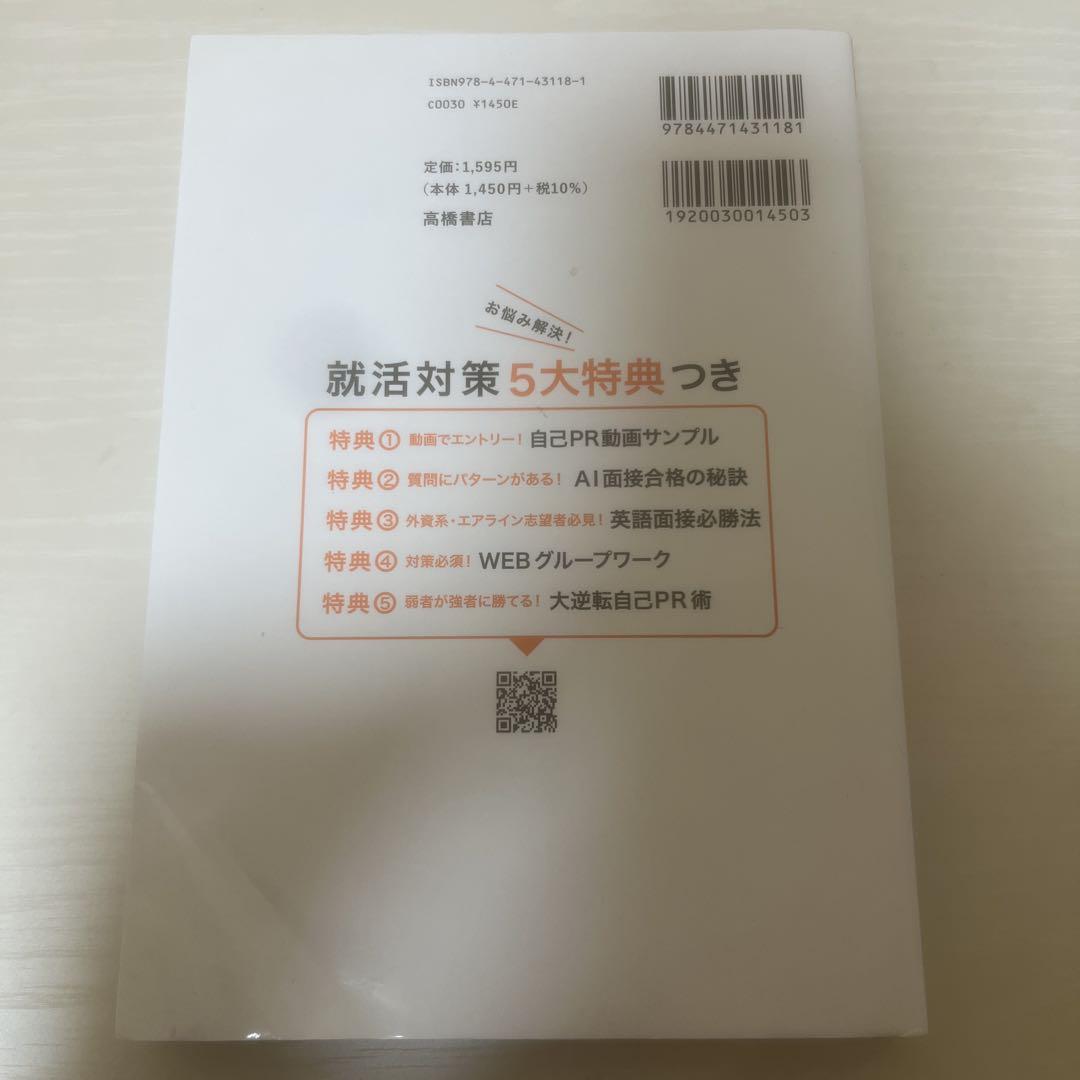 ISBN978-4-471-43118-1
C0030 ¥1450E
9784471431181
定価：1,595円
（本体 1,450円＋税10%）
高橋書店
1920030014503
お悩み解決！
就活対策 5大特典つき
特典① 動画でエントリー！ 自己PR動画サンプル
特典② 質問にパターンがある！ AI面接合格の秘訣
特典③ 外資系・エアライン志望者必見！ 英語面接必勝法
特典④ 対策必須！ WEBグループワーク
特典⑤ 弱者が強者に勝てる！ 大逆転自己PR術